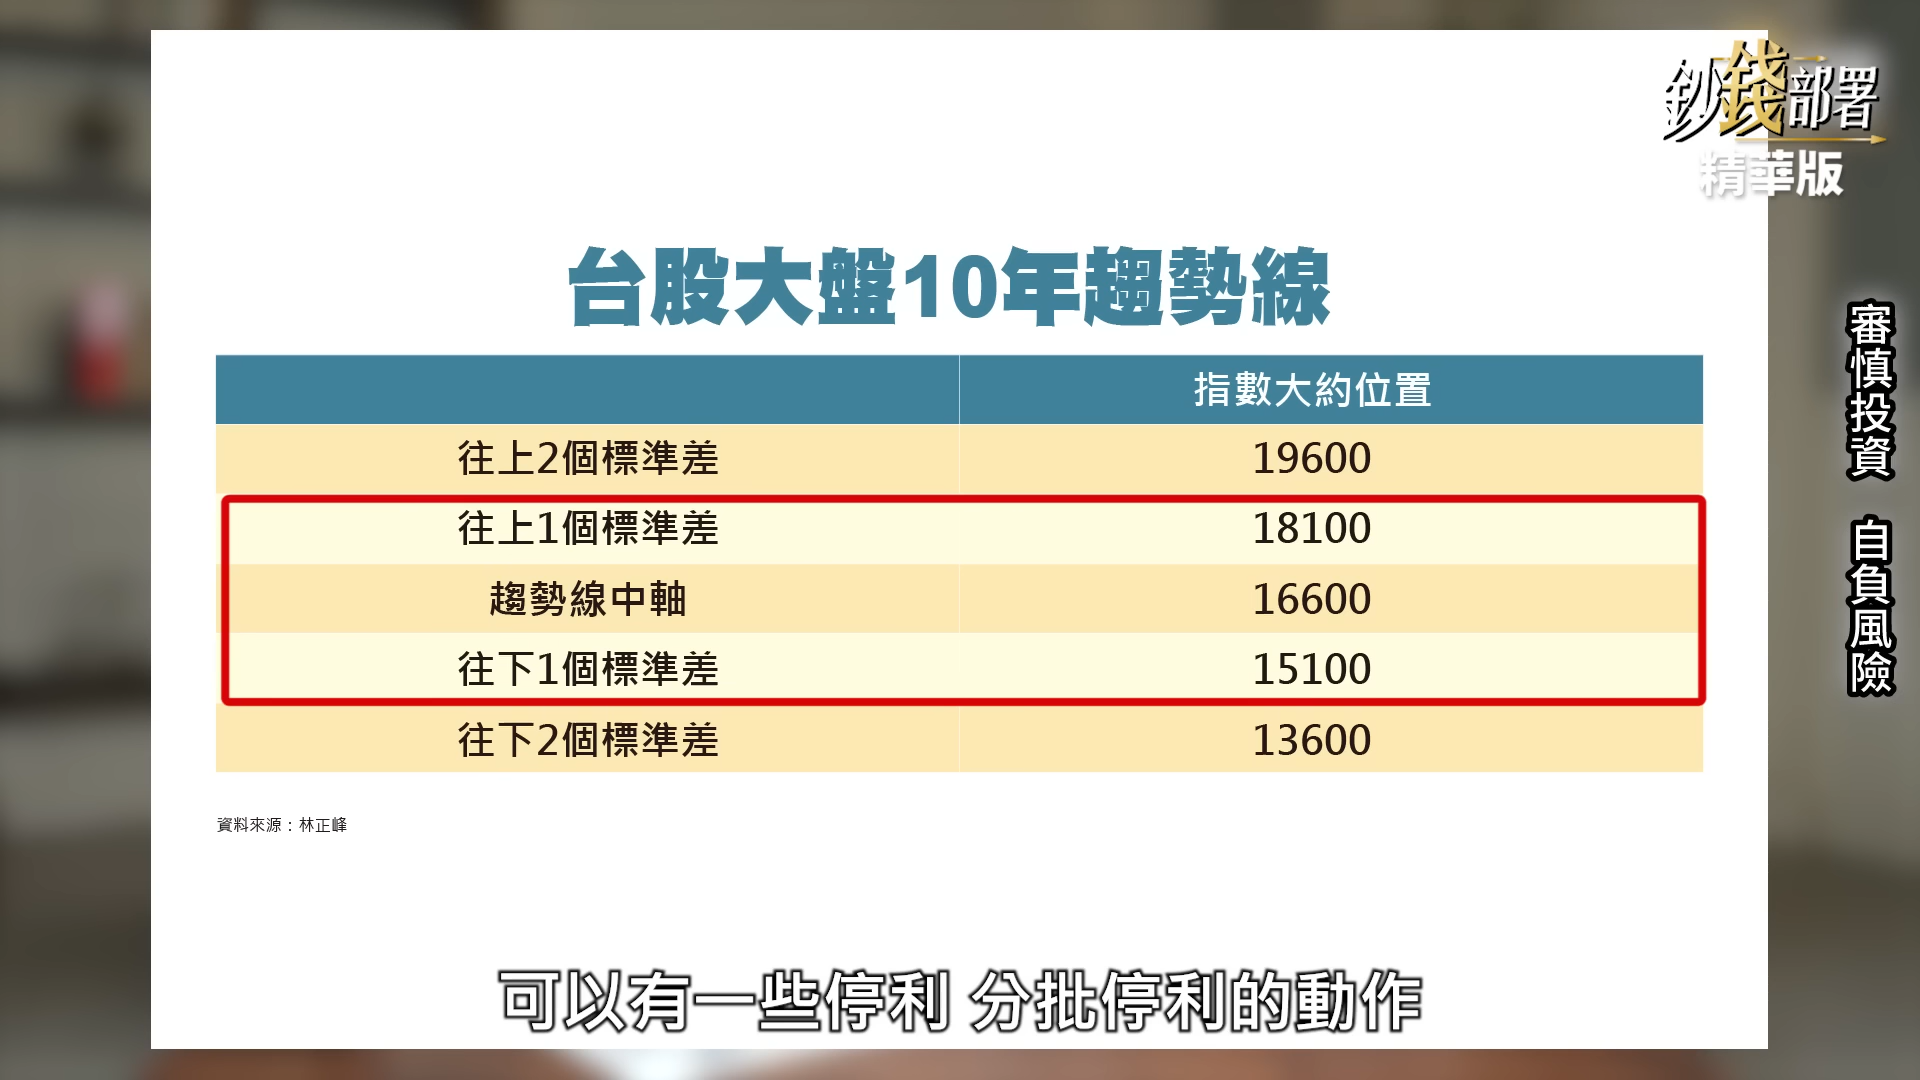 鈔錢部署
精華版
台股大盤10年趨勢線
指數大約位置
往上2個標準差 19600
往上1個標準差 18100
趨勢線中軸 16600
往下1個標準差 15100
往下2個標準差 13600
資料來源：林正峰
審慎投資 自負風險
可以有一些停利 分批停利的動作